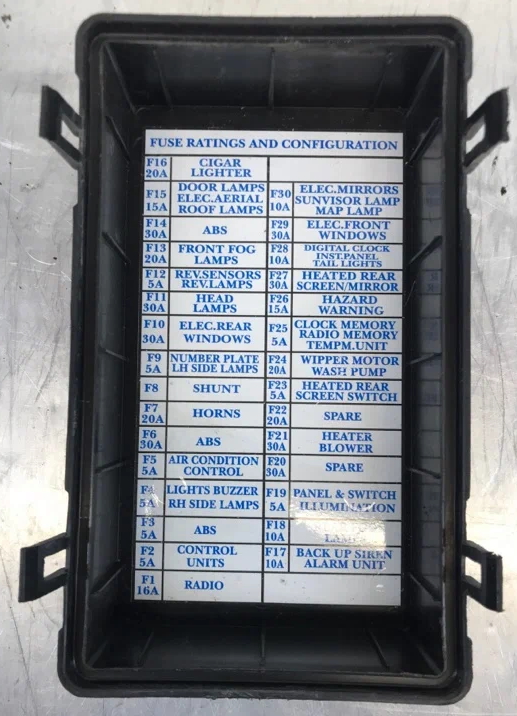 FUSE RATINGS AND CONFIGURATION
F16 20A CIGAR LIGHTER
F15 15A DOOR LAMPS ELEC.AERIAL ROOF LAMPS
F30 10A ELEC.MIRRORS SUNVISOR LAMP MAP LAMP
F14 30A ABS
F29 30A ELEC.FRONT WINDOWS
F13 20A FRONT FOG LAMPS
F28 10A DIGITAL CLOCK INST.PANEL TAIL LIGHTS
F12 5A REV.SENSORS REV.LAMPS
F27 30A HEATED REAR SCREEN/MIRROR
F11 30A HEAD LAMPS
F26 15A HAZARD WARNING
F10 30A ELEC.REAR WINDOWS
F25 5A CLOCK MEMORY RADIO MEMORY TEMPM.UNIT
F9 5A NUMBER PLATE LH SIDE LAMPS
F24 20A WIPPER MOTOR WASH PUMP
F8 SHUNT
F23 5A HEATED REAR SCREEN SWITCH
F7 20A HORNS
F22 20A SPARE
F6 30A ABS
F21 30A HEATER BLOWER
F5 5A AIR CONDITION CONTROL
F20 30A SPARE
F4 5A LIGHTS BUZZER RH SIDE LAMPS
F19 5A PANEL & SWITCH ILLUMINATION
F3 5A ABS
F18 10A
F2 5A CONTROL UNITS
F17 10A BACK UP SIREN ALARM UNIT
F1 16A RADIO